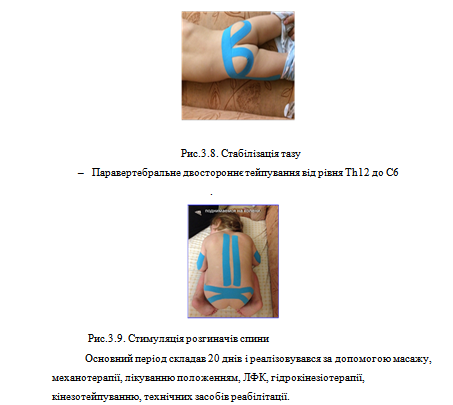 Рис.3.8. Стабілізація тазу
– Паравертебральне двостороннє тейпування від рівня Th12 до C6
.
Рис.3.9. Стимуляція розгиначів спини
Основний період складав 20 днів і реалізовувався за допомогою масажу,
механотерапії, лікуванню положенням, ЛФК, гідрокінезіотерапії,
кінезотейпуванню, технічних засобів реабілітації.